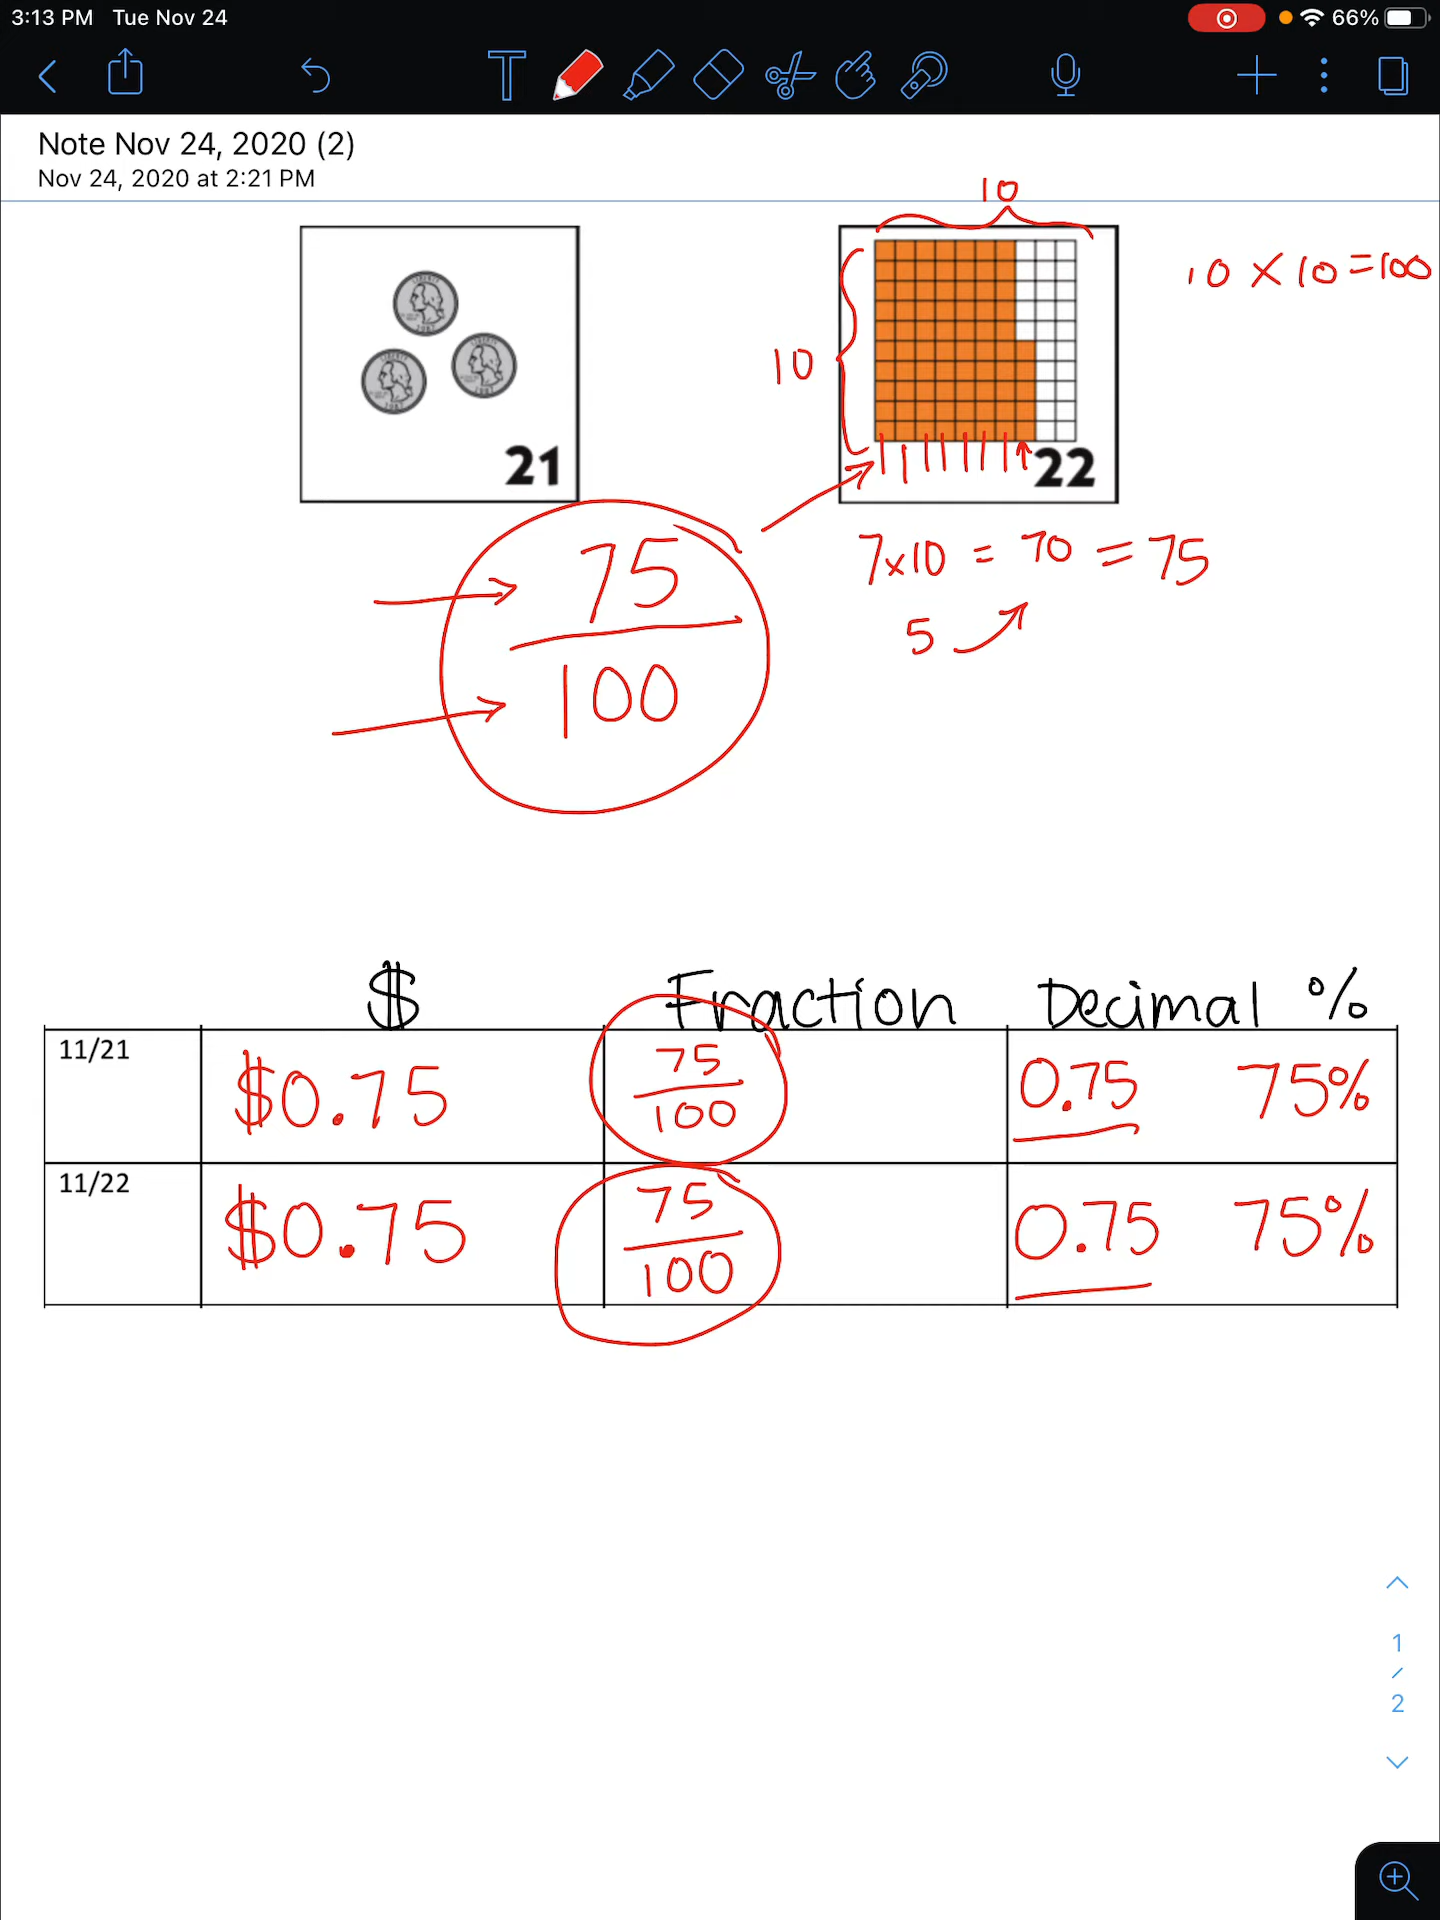 3:13 PM Tue Nov 24
66%
T
Note Nov 24, 2020 (2)
Nov 24, 2020 at 2:21 PM
10
10 X 10 = 100
10
21
22
75
100
7x10 = 70 = 75
5
$ Fraction Decimal %
11/21 $0.75 75/100 0.75 75%
11/22 $0.75 75/100 0.75 75%
1
/
2